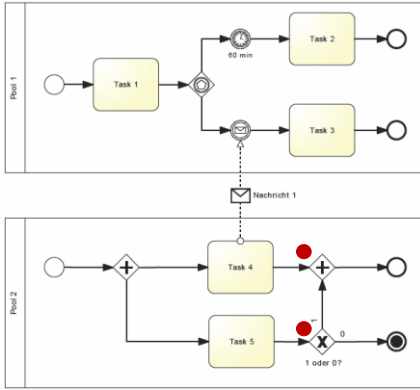 Pool 1
Task 1
60 min
Task 2
Task 3
Nachricht 1
Pool 2
Task 4
Task 5
1
0
1 oder 0?